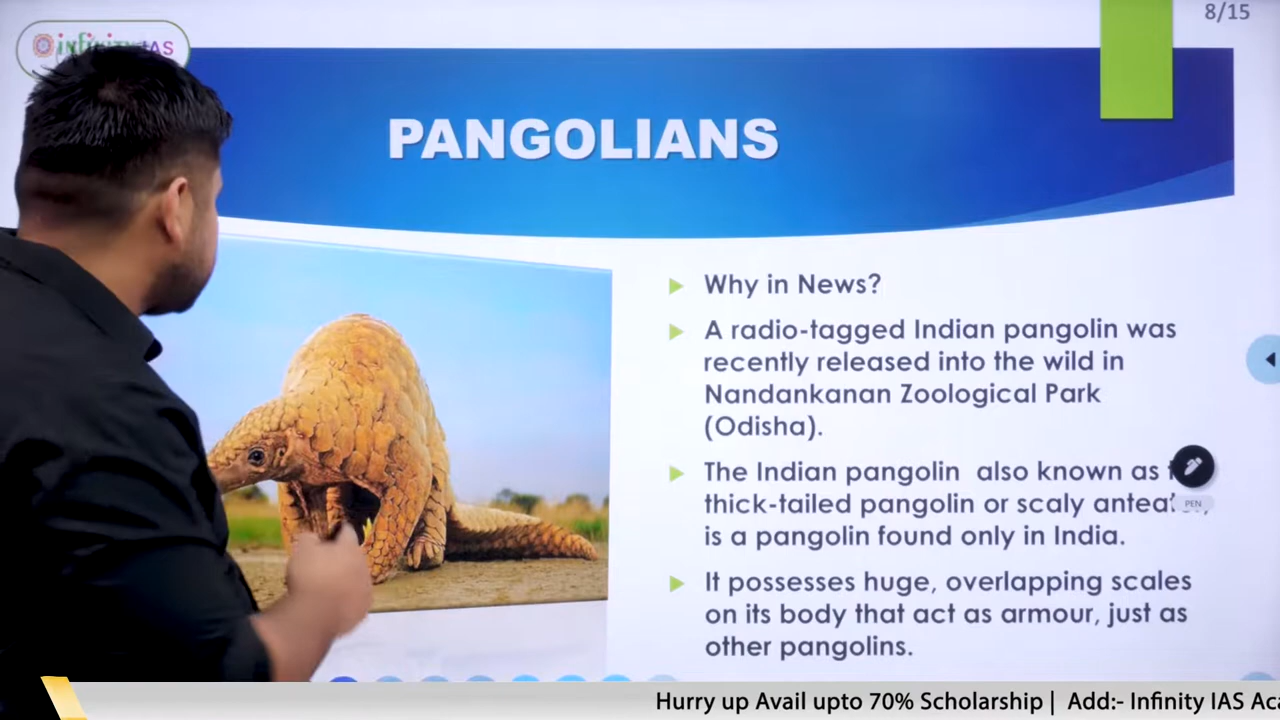 8/15
infinity IAS
PANGOLIANS
Why in News?
A radio-tagged Indian pangolin was
recently released into the wild in
Nandankanan Zoological Park
(Odisha).
The Indian pangolin also known as
thick-tailed pangolin or scaly
PEN
is a pangolin found only in India.
It possesses huge, overlapping scales
on its body that act as armour, just as
other pangolins.
Hurry up Avail upto 70% Scholarship | Add:- Infinity IAS